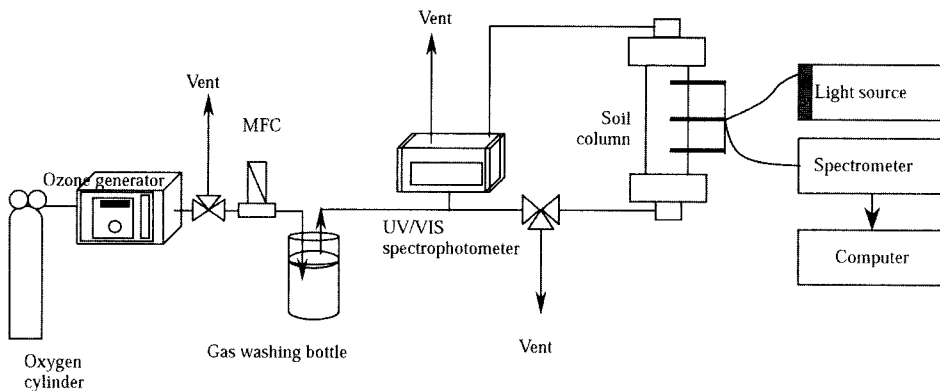 Vent
Vent
MFC
Ozone generator
Soil
column
Light source
Spectrometer
Computer
UV/VIS
spectrophotometer
Gas washing bottle
Vent
Oxygen
cylinder